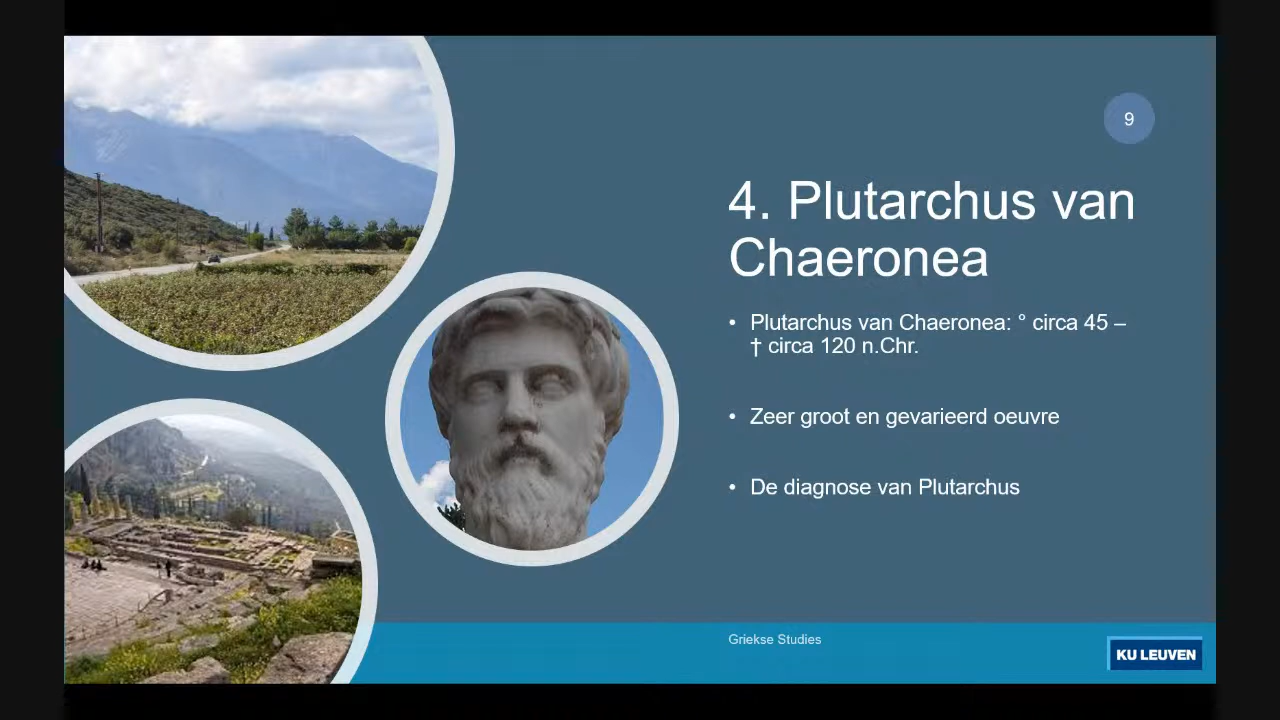 9
4. Plutarchus van
Chaeronea
• Plutarchus van Chaeronea: ° circa 45 –
† circa 120 n.Chr.
• Zeer groot en gevarieerd oeuvre
• De diagnose van Plutarchus
Griekse Studies
KU LEUVEN